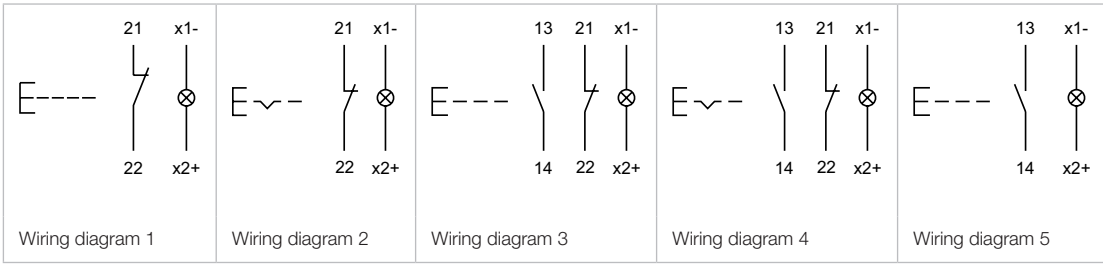 21 x1-
22 x2+
Wiring diagram 1
21 x1-
22 x2+
Wiring diagram 2
13 21 x1-
14 22 x2+
Wiring diagram 3
13 21 x1-
14 22 x2+
Wiring diagram 4
13 x1-
14 x2+
Wiring diagram 5